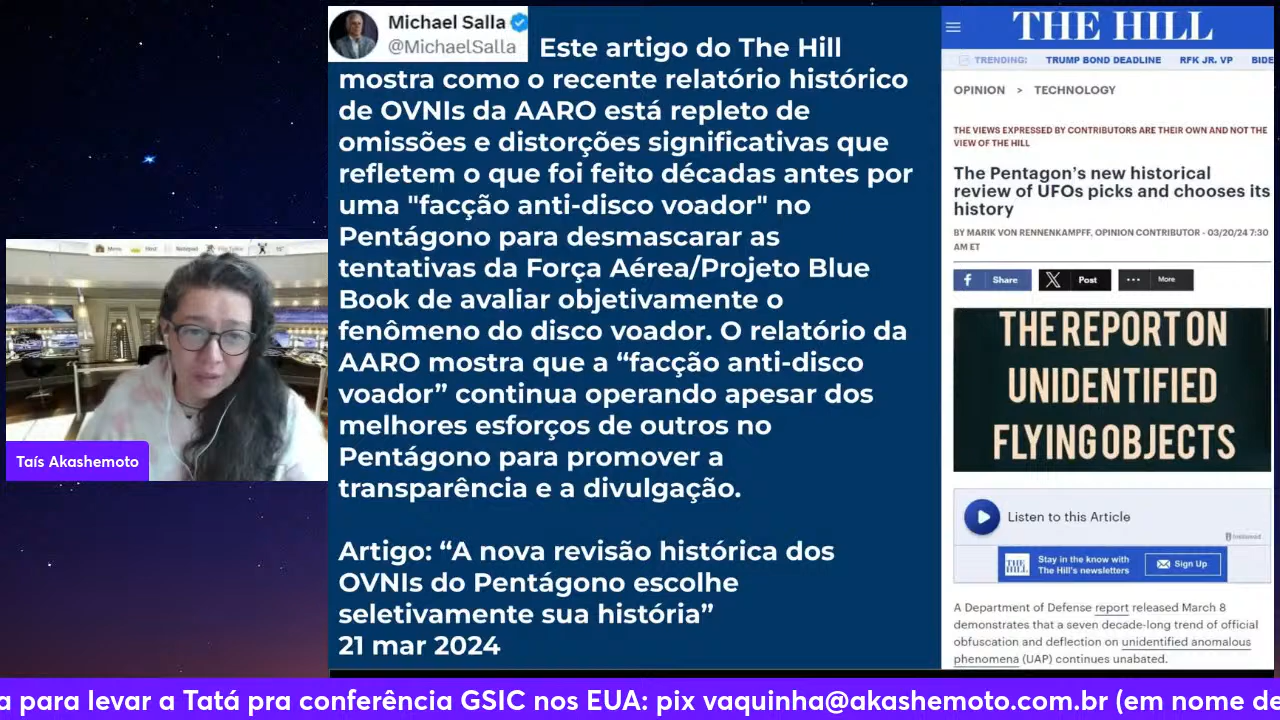 Michael Salla
@MichaelSalla
Este artigo do The Hill
mostra como o recente relatório histórico
de OVNIs da AARO está repleto de
omissões e distorções significativas que
refletem o que foi feito décadas antes por
uma "facção anti-disco voador" no
Pentágono para desmascarar as
tentativas da Força Aérea/Projeto Blue
Book de avaliar objetivamente o
fenômeno do disco voador. O relatório da
AARO mostra que a “facção anti-disco
voador” continua operando apesar dos
melhores esforços de outros no
Pentágono para promover a
transparência e a divulgação.
Artigo: “A nova revisão histórica dos
OVNIs do Pentágono escolhe
seletivamente sua história”
21 mar 2024
THE HILL
TRENDING: TRUMP BOND DEADLINE RFK JR. VP BIDE
OPINION > TECHNOLOGY
THE VIEWS EXPRESSED BY CONTRIBUTORS ARE THEIR OWN AND NOT THE
VIEW OF THE HILL
The Pentagon’s new historical
review of UFOs picks and chooses its
history
BY MARIK VON RENNENKAMPFF, OPINION CONTRIBUTOR - 03/20/24 7:30
AM ET
Share
Post
More
THE REPORT ON
UNIDENTIFIED
FLYING OBJECTS
Listen to this Article
THE HILL
Stay in the know with
The Hill's newsletters
Sign Up
A Department of Defense report released March 8
demonstrates that a seven decade-long trend of official
obfuscation and deflection on unidentified anomalous
phenomena (UAP) continues unabated.
Menu
Taís Akashemoto
a para levar a Tatá pra conferência GSIC nos EUA: pix vaquinha@akashemoto.com.br (em nome de